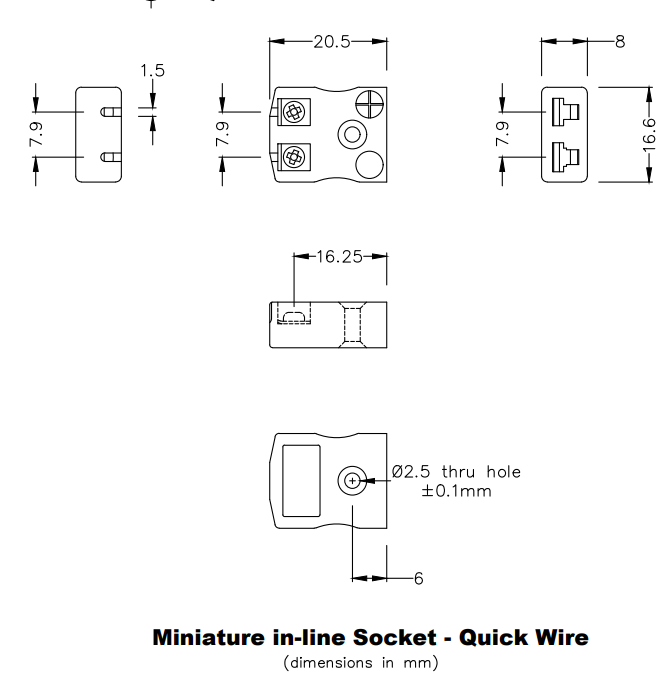 20.5
8
1.5
7.9
7.9
7.9
16.6
16.25
Ø2.5 thru hole
±0.1mm
6
Miniature in-line Socket - Quick Wire
(dimensions in mm)